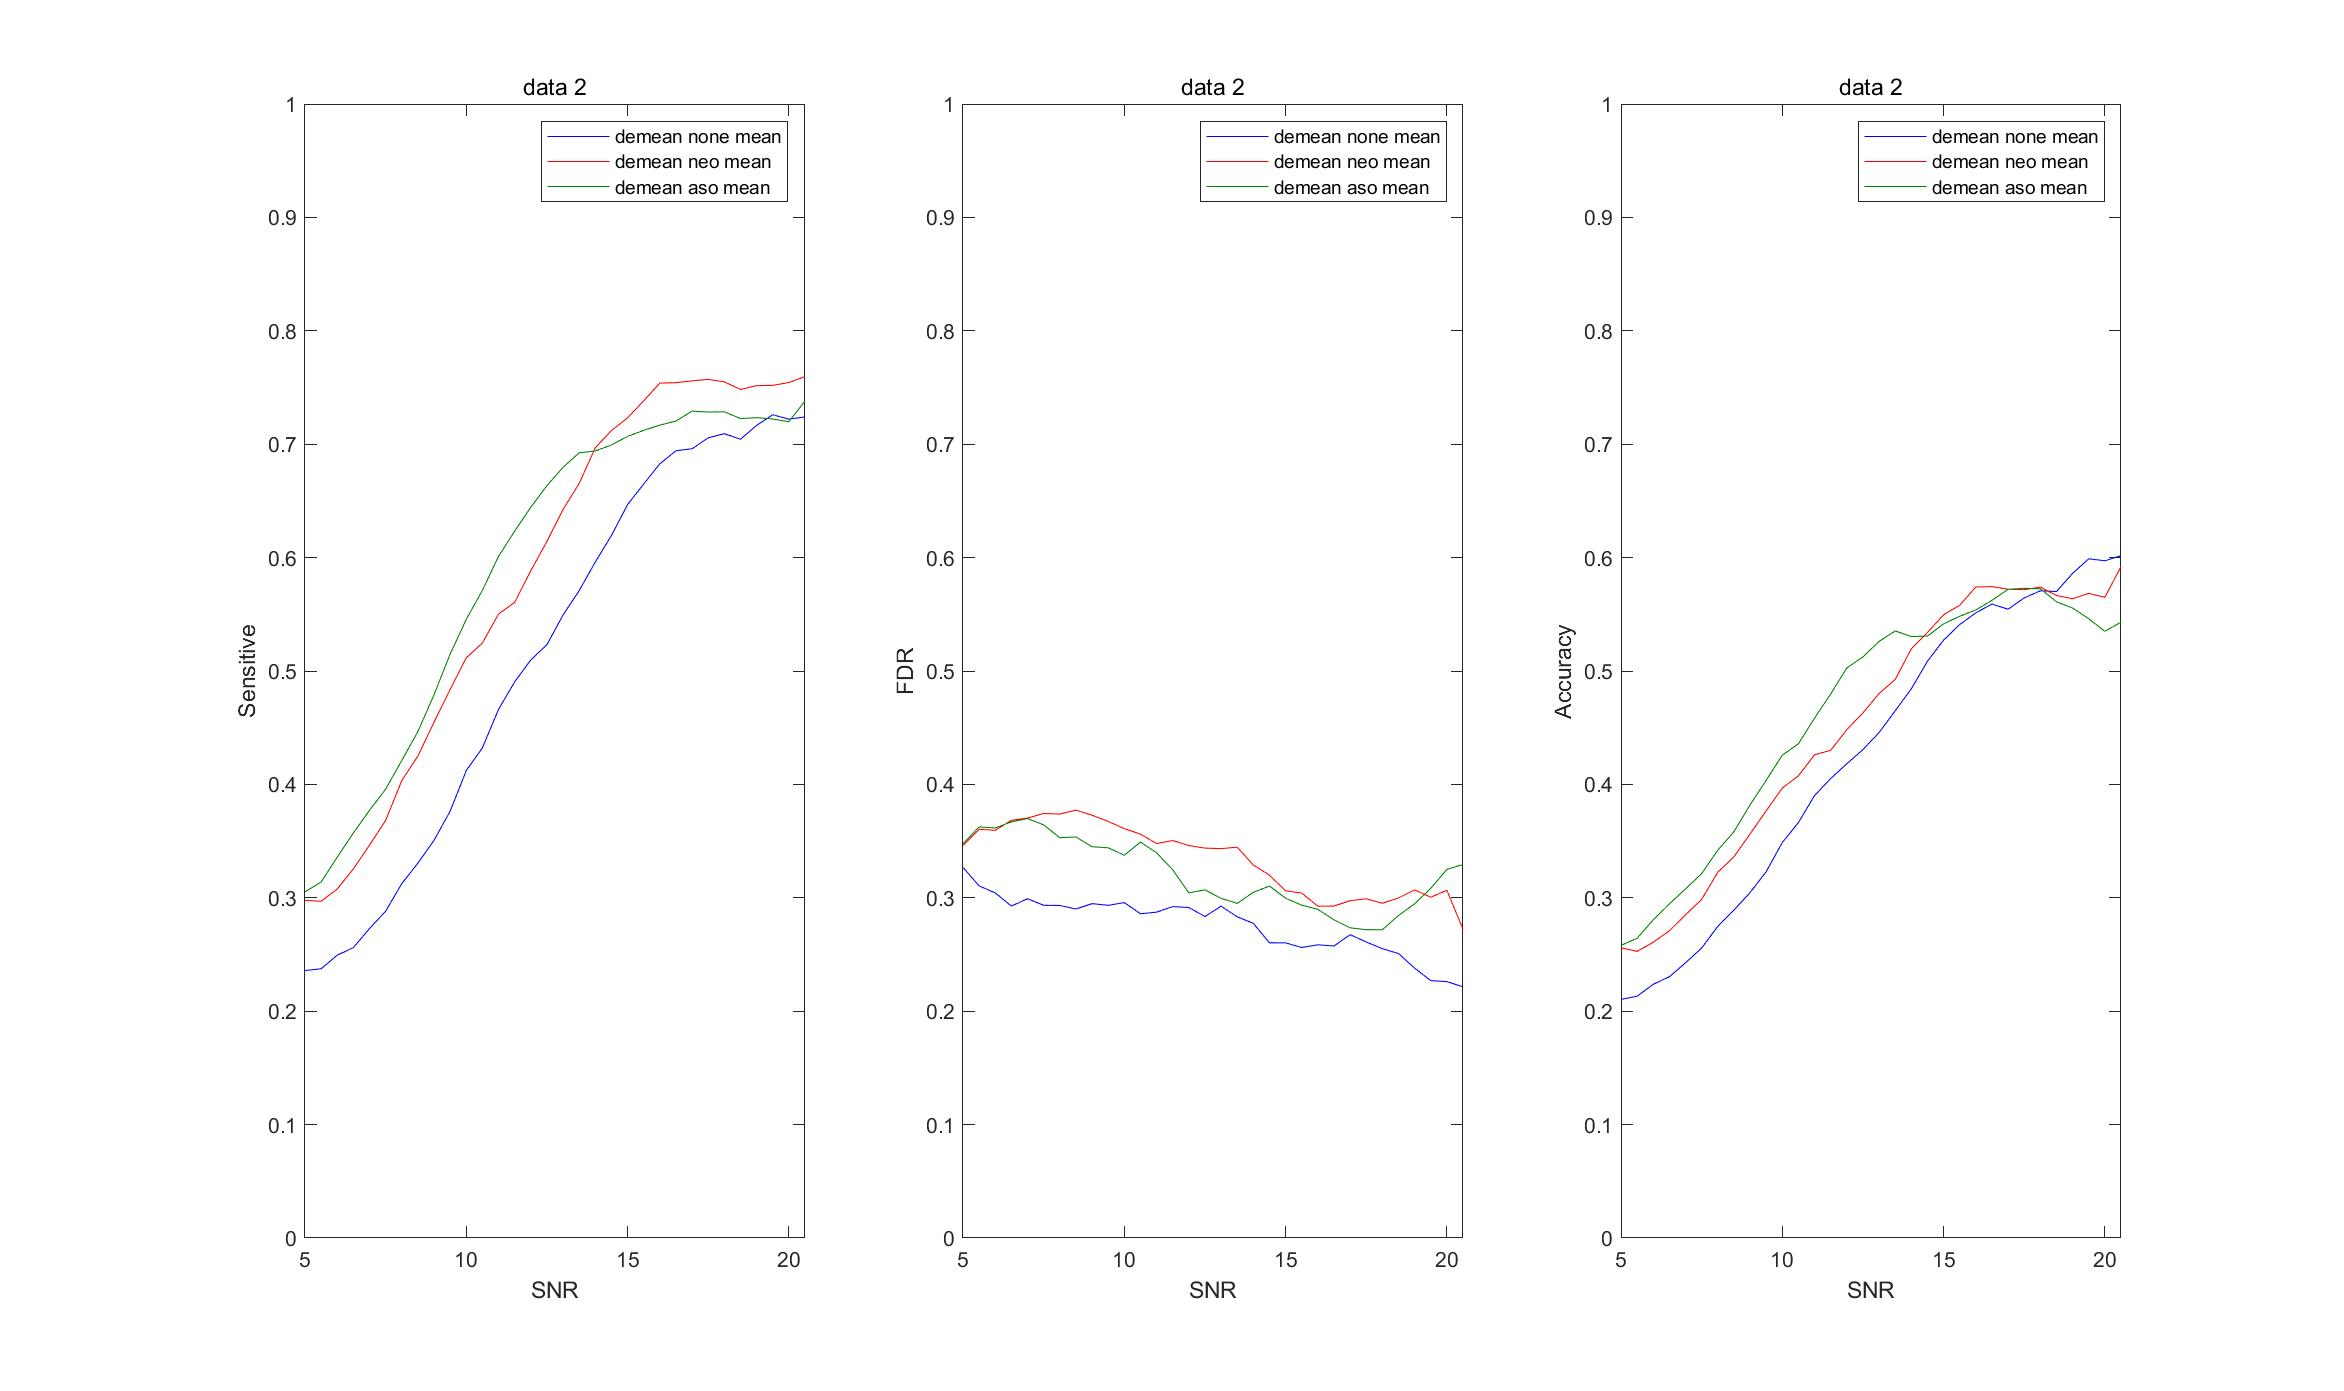 data 2
demean none mean
demean neo mean
demean aso mean
1
0.9
0.8
0.7
0.6
0.5
0.4
0.3
0.2
0.1
0
Sensitive
5 10 15 20
SNR
data 2
demean none mean
demean neo mean
demean aso mean
1
0.9
0.8
0.7
0.6
0.5
0.4
0.3
0.2
0.1
0
FDR
5 10 15 20
SNR
data 2
demean none mean
demean neo mean
demean aso mean
1
0.9
0.8
0.7
0.6
0.5
0.4
0.3
0.2
0.1
0
Accuracy
5 10 15 20
SNR